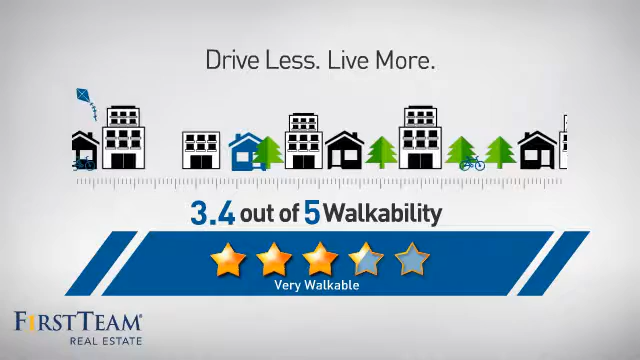 Drive Less. Live More.
3.4 out of 5 Walkability
Very Walkable
FIRSTTEAM®
REAL ESTATE